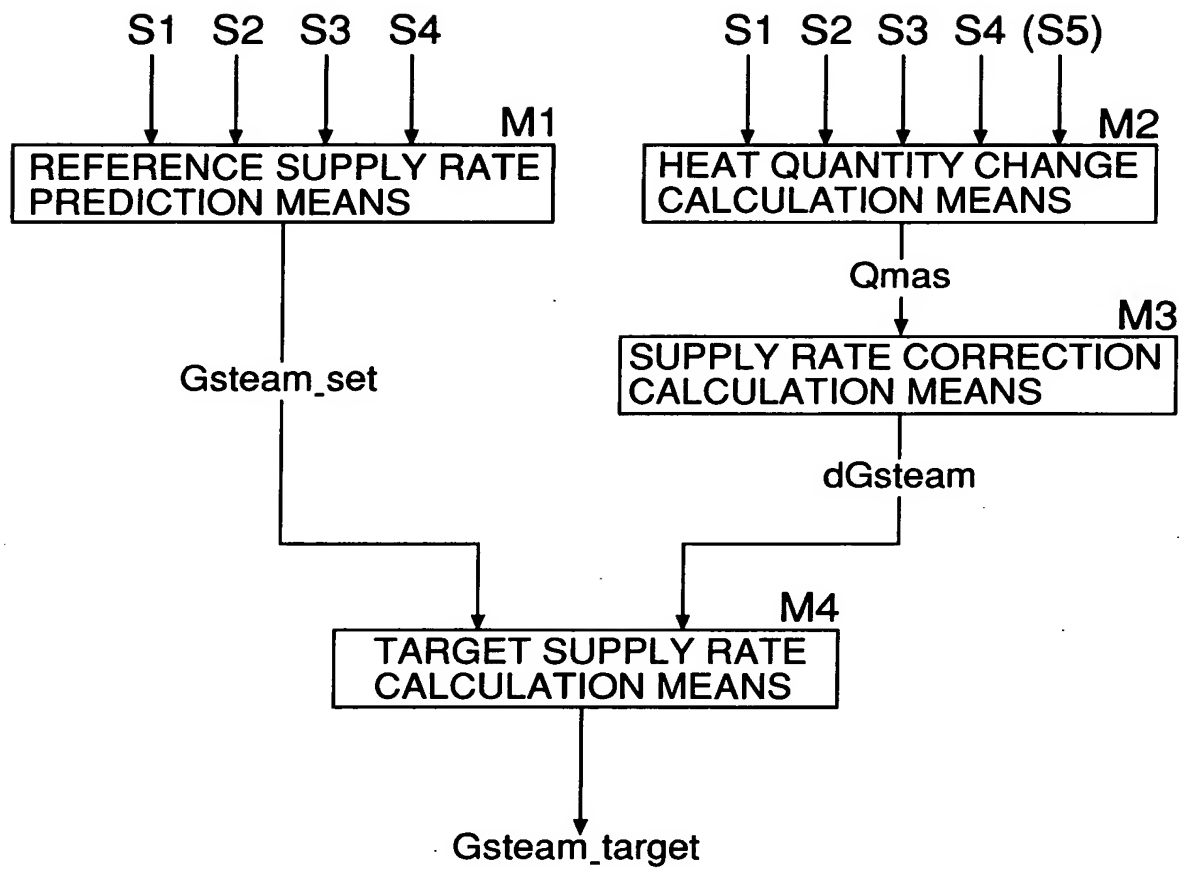 S1 S2 S3 S4
S1 S2 S3 S4 (S5)
M1
REFERENCE SUPPLY RATE
PREDICTION MEANS
M2
HEAT QUANTITY CHANGE
CALCULATION MEANS
Qmas
M3
SUPPLY RATE CORRECTION
CALCULATION MEANS
Gsteam_set
dGsteam
M4
TARGET SUPPLY RATE
CALCULATION MEANS
Gsteam_target